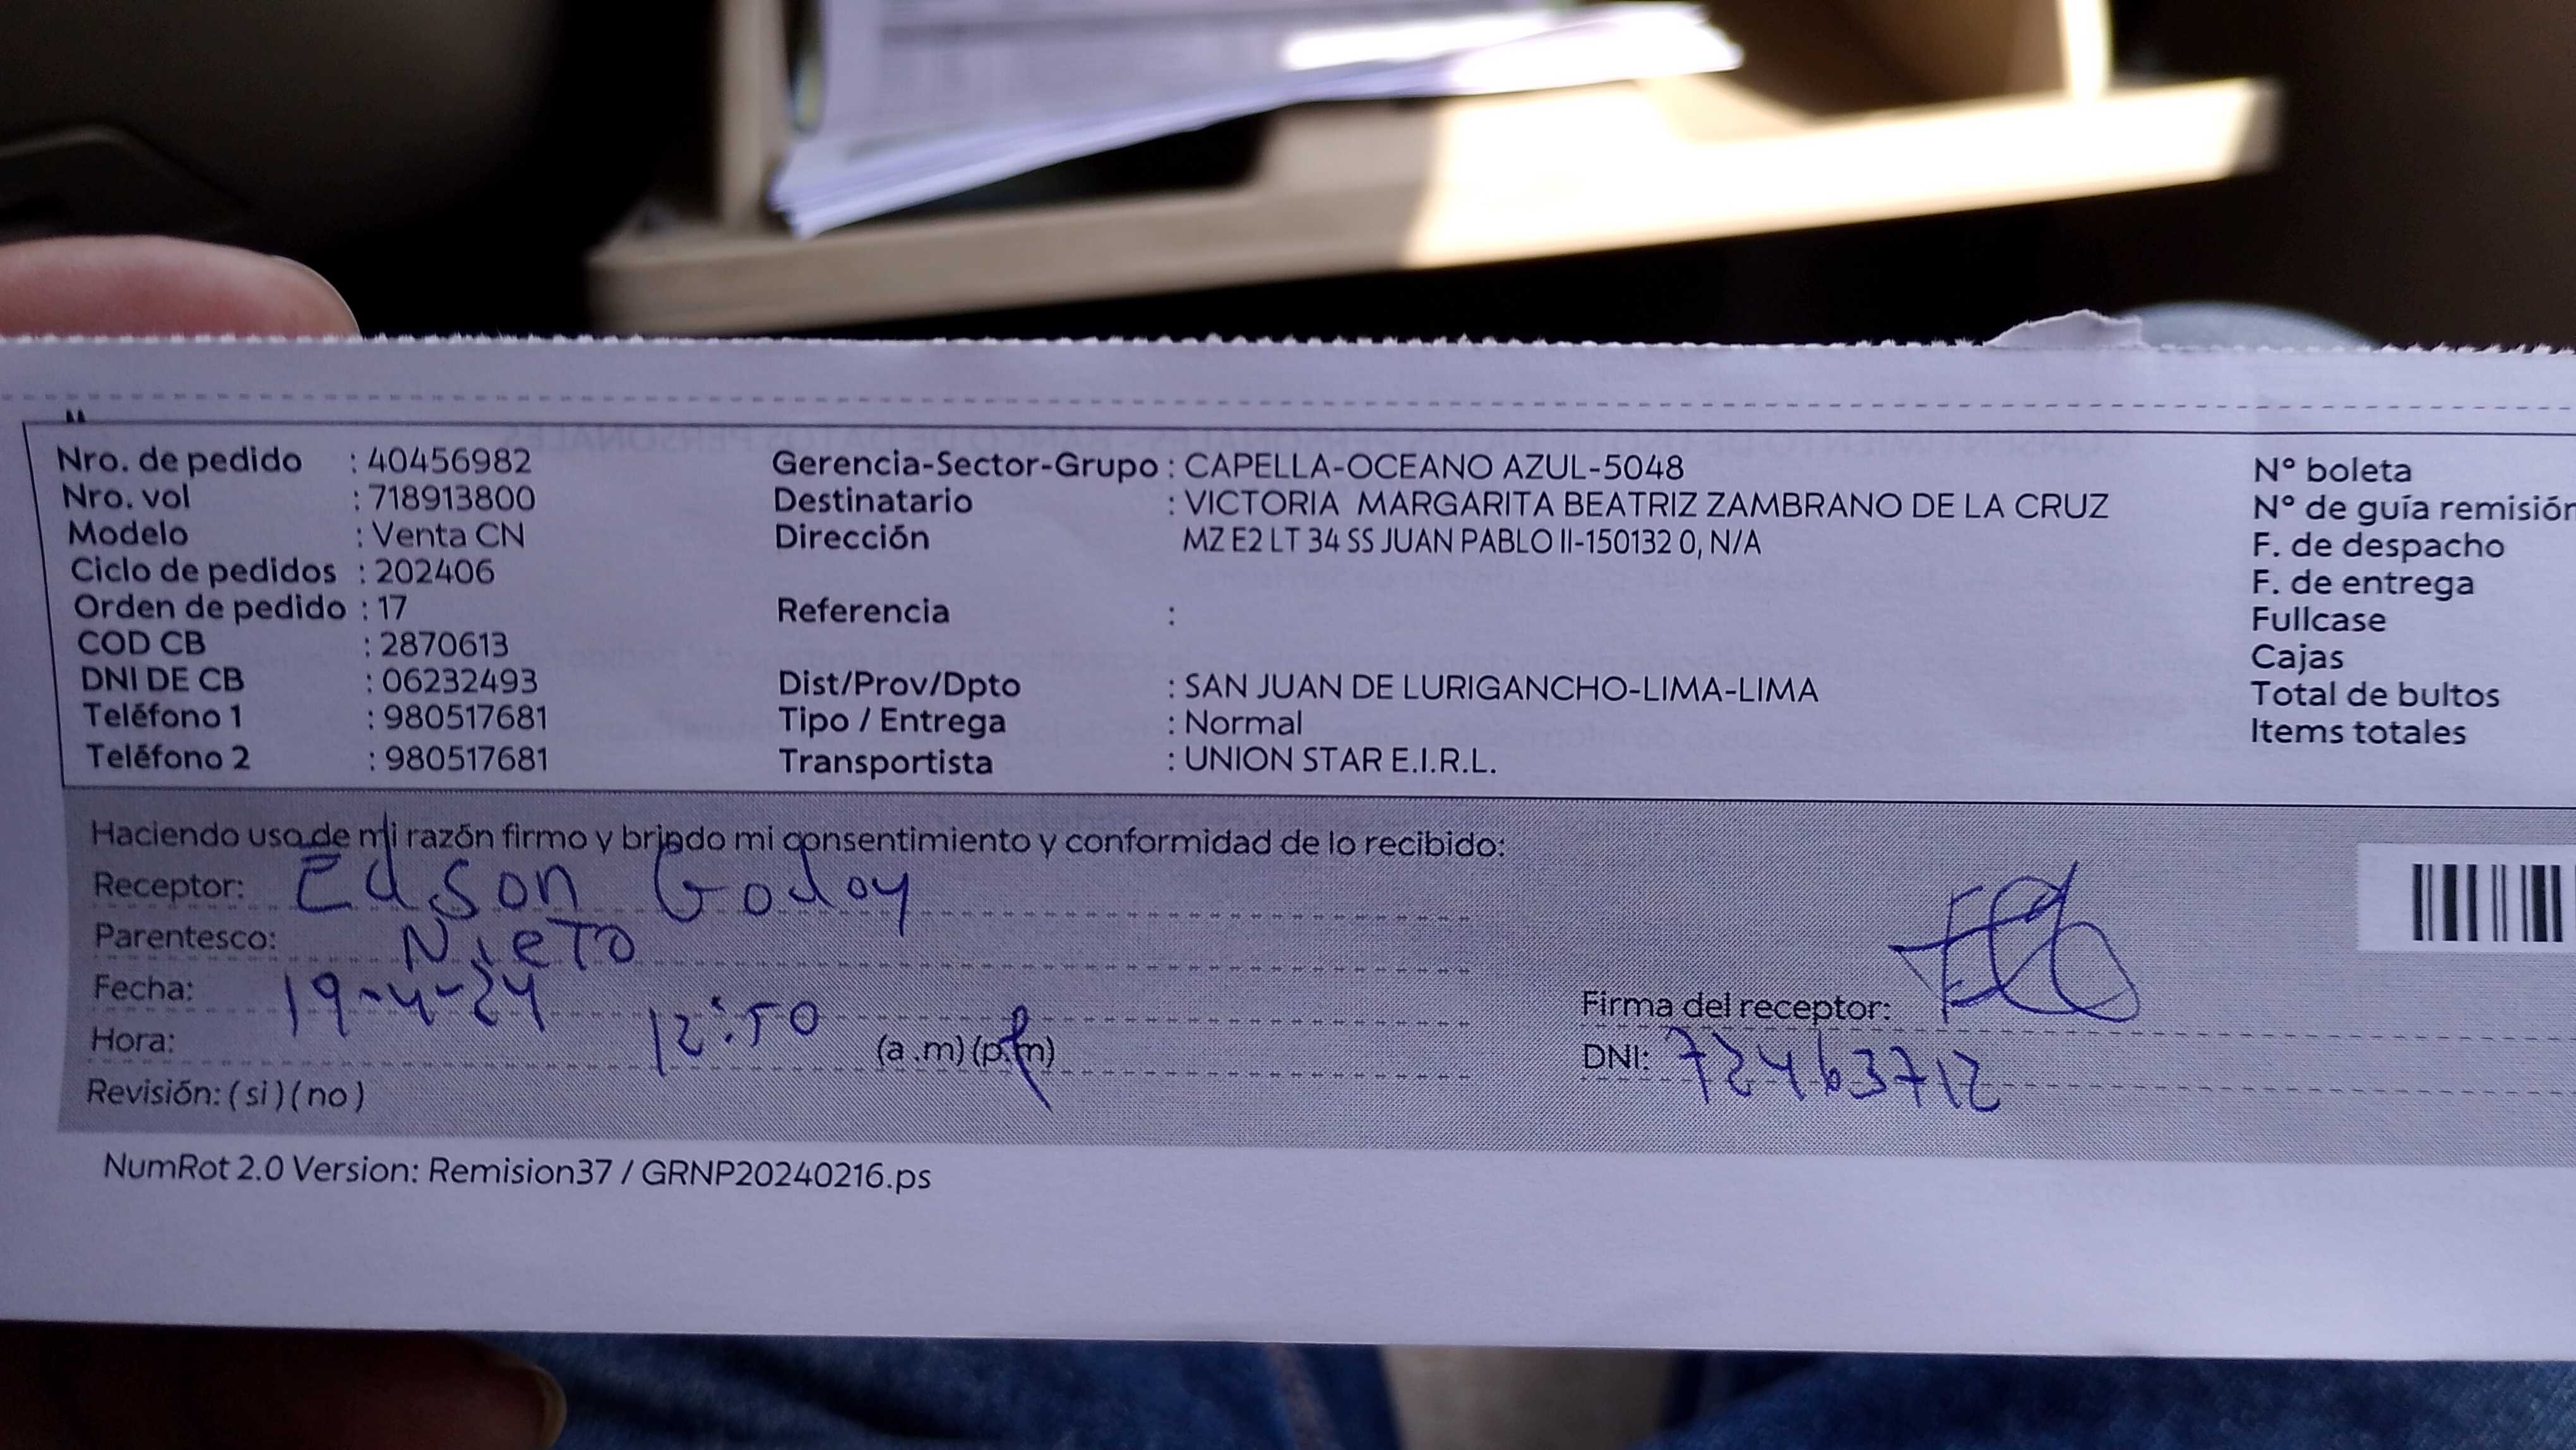 Nro. de pedido : 40456982
Nro. vol : 718913800
Modelo : Venta CN
Ciclo de pedidos : 202406
Orden de pedido : 17
COD CB : 2870613
DNI DE CB : 06232493
Teléfono 1 : 980517681
Teléfono 2 : 980517681
Gerencia-Sector-Grupo : CAPELLA-OCEANO AZUL-5048
Destinatario : VICTORIA MARGARITA BEATRIZ ZAMBRANO DE LA CRUZ
Dirección MZ E2 LT 34 SS JUAN PABLO II-150132 0, N/A
Referencia :
Dist/Prov/Dpto : SAN JUAN DE LURIGANCHO-LIMA-LIMA
Tipo / Entrega : Normal
Transportista : UNION STAR E.I.R.L.
N° boleta
N° de guía remisión
F. de despacho
F. de entrega
Fullcase
Cajas
Total de bultos
Items totales
Haciendo uso de mi razón firmo y brindo mi consentimiento y conformidad de lo recibido:
Receptor: Edson Godoy
Parentesco: Nieto
Fecha: 19-4-24
Hora: 12:50 (a.m) (p.m)
Revisión: ( si ) ( no )
Firma del receptor:
DNI: 72463712
NumRot 2.0 Version: Remision37 / GRNP20240216.ps